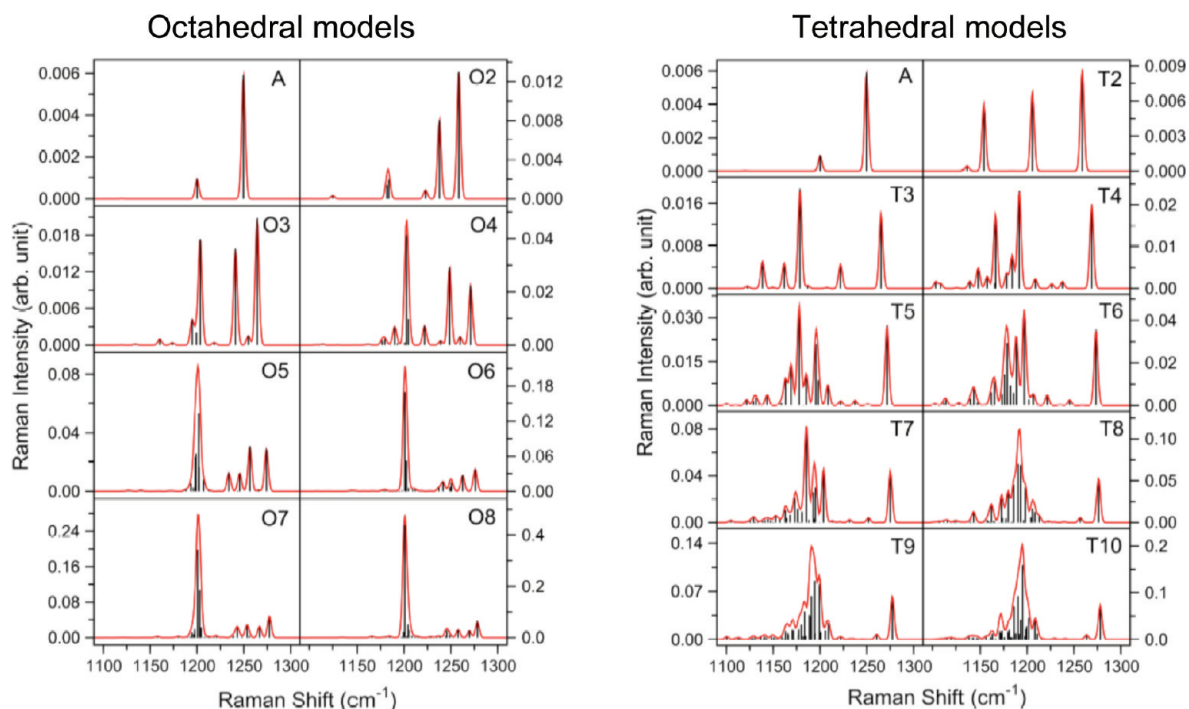 Octahedral models
Tetrahedral models
0.006
0.004
0.002
0.000
A
O2
0.012
0.008
0.004
0.000
0.018
0.012
0.006
0.000
O3
O4
0.04
0.02
0.00
0.08
0.04
0.00
O5
O6
0.18
0.12
0.06
0.00
0.24
0.16
0.08
0.00
O7
O8
0.4
0.2
0.0
1100 1200 1300
1200 1300
Raman Intensity (arb. unit)
Raman Shift (cm⁻¹)
0.006
0.004
0.002
0.000
A
T2
0.009
0.006
0.003
0.000
0.016
0.008
0.000
T3
T4
0.02
0.01
0.00
0.030
0.015
0.000
T5
T6
0.04
0.02
0.00
0.08
0.04
0.00
T7
T8
0.10
0.05
0.00
0.14
0.07
0.00
T9
T10
0.2
0.1
0.0
1100 1150 1200 1250 1300
1150 1200 1250 1300
Raman Intensity (arb. unit)
Raman Shift (cm⁻¹)